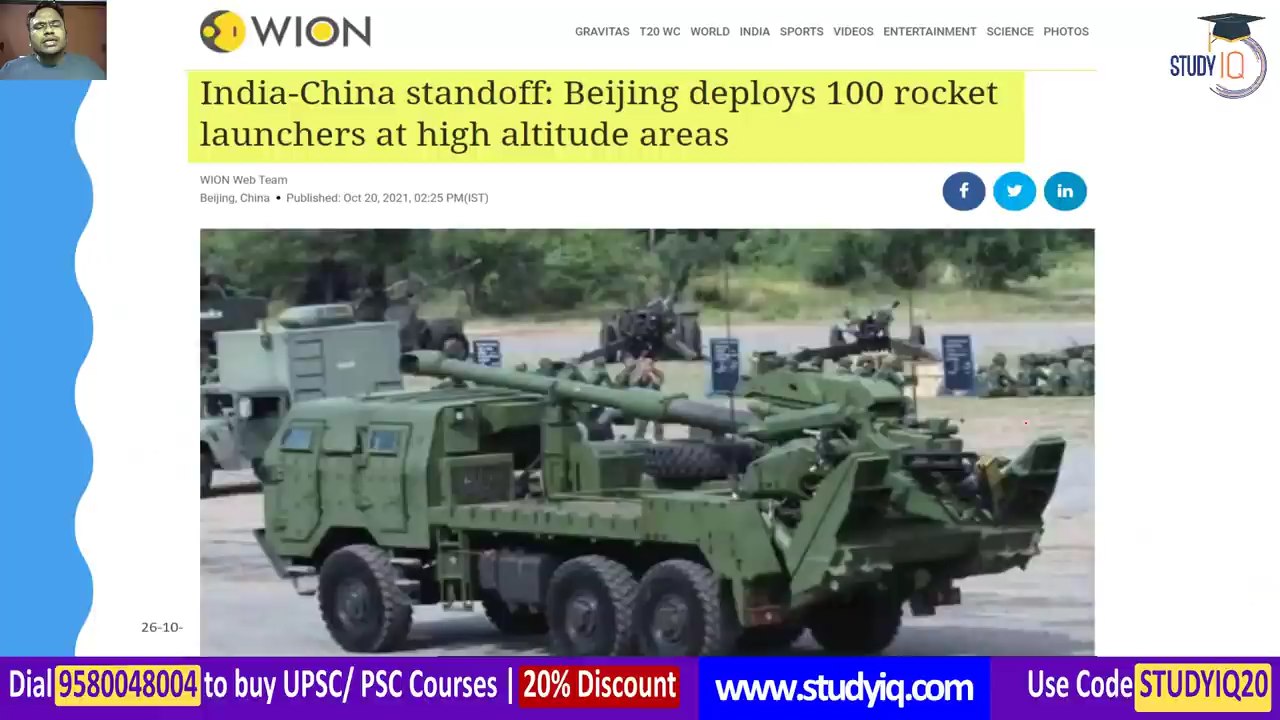 WION
GRAVITAS T20 WC WORLD INDIA SPORTS VIDEOS ENTERTAINMENT SCIENCE PHOTOS
STUDY IQ
India-China standoff: Beijing deploys 100 rocket
launchers at high altitude areas
WION Web Team
Beijing, China • Published: Oct 20, 2021, 02:25 PM(IST)
f in
26-10-
Dial 9580048004 to buy UPSC/ PSC Courses | 20% Discount
www.studyiq.com
Use Code STUDYIQ20